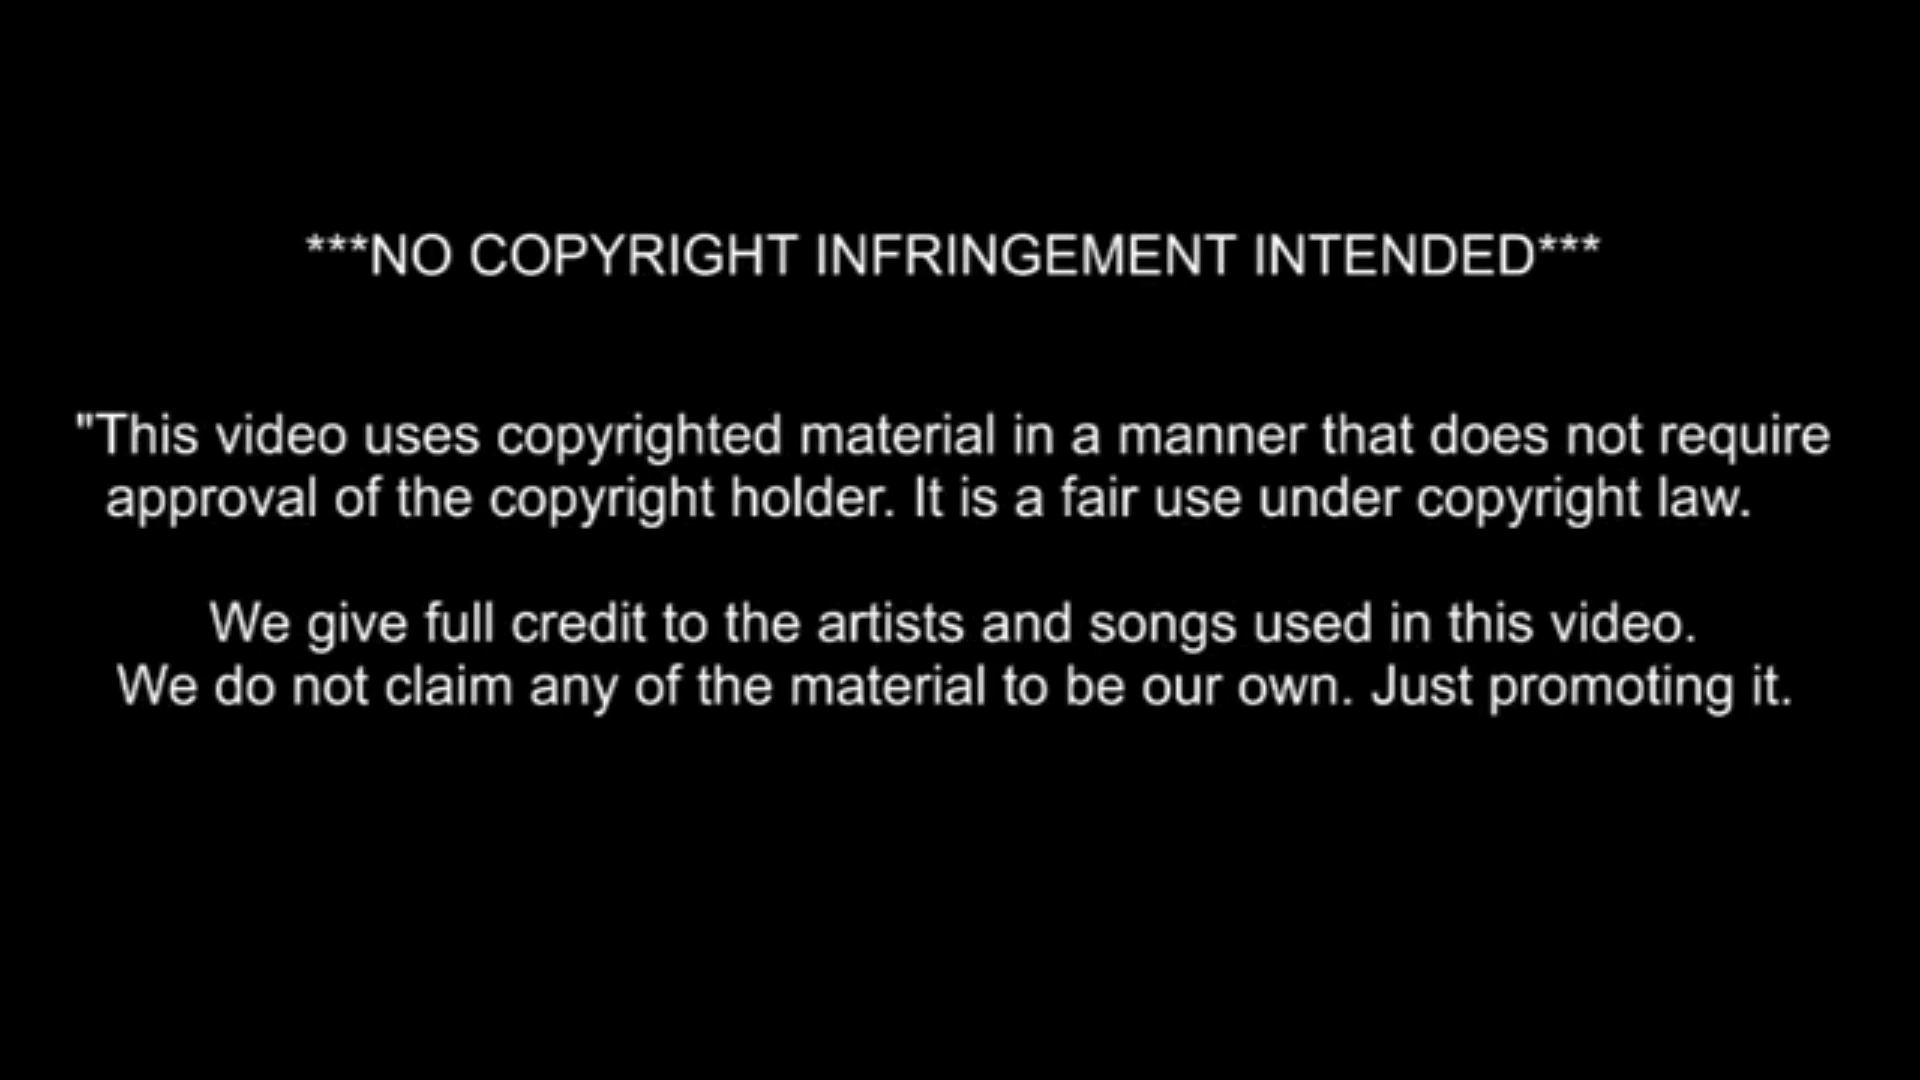 ***NO COPYRIGHT INFRINGEMENT INTENDED***
"This video uses copyrighted material in a manner that does not require
approval of the copyright holder. It is a fair use under copyright law.
We give full credit to the artists and songs used in this video.
We do not claim any of the material to be our own. Just promoting it.